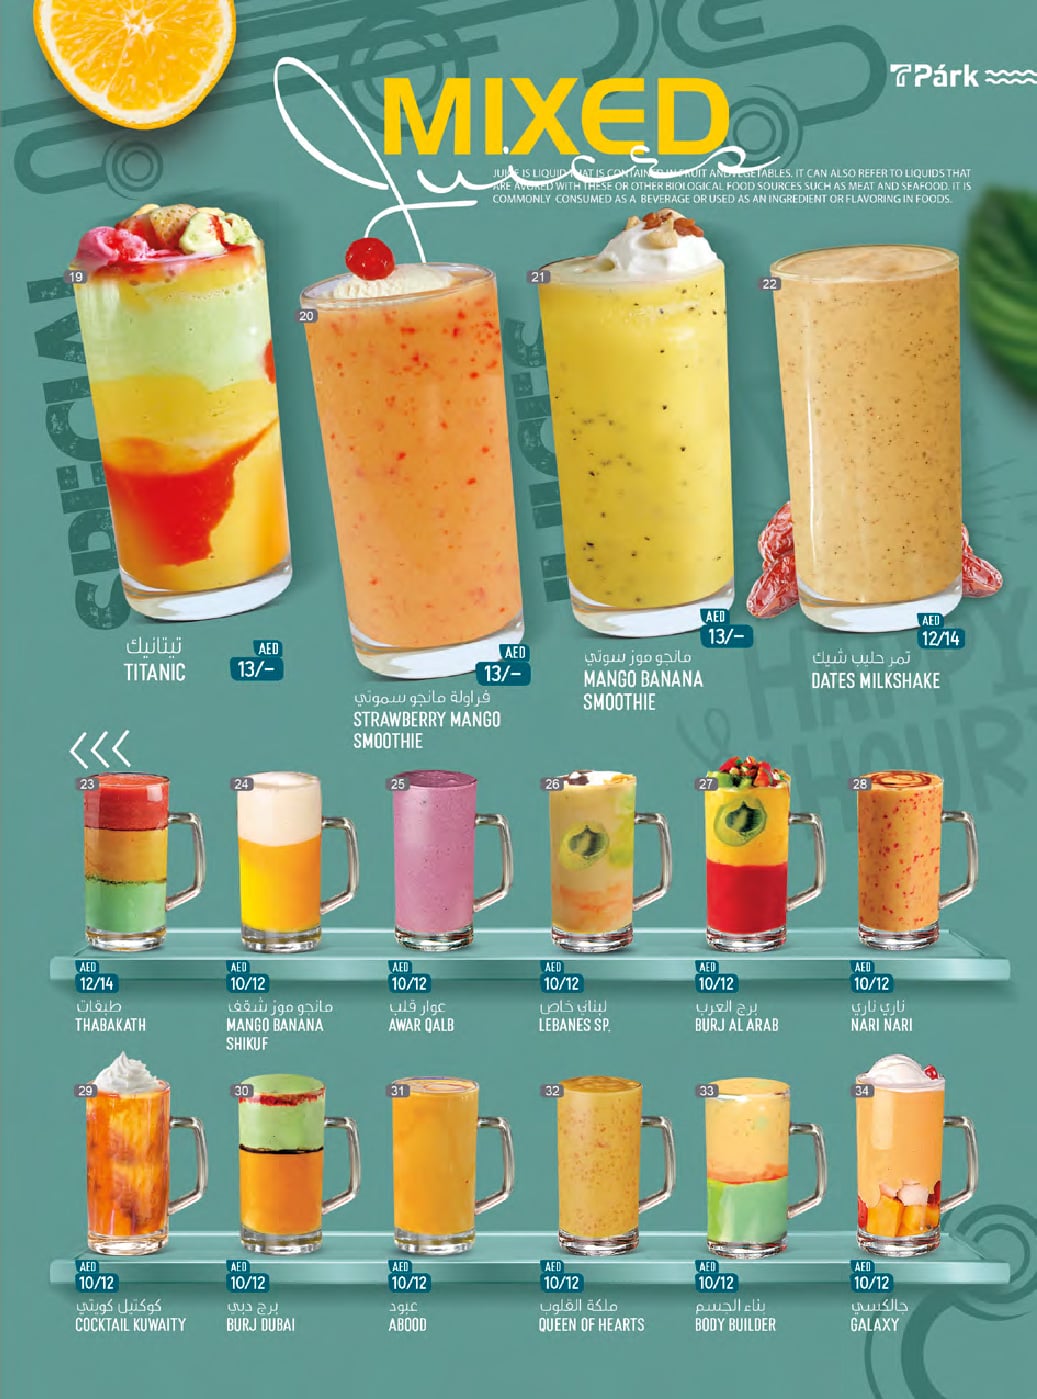 MIXED
Juices
TPárk
JUICE IS LIQUID THAT IS CONTAINED IN FRUIT AND VEGETABLES. IT CAN ALSO REFER TO LIQUIDS THAT
ARE AVORED WITH THESE OR OTHER BIOLOGICAL FOOD SOURCES SUCH AS MEAT AND SEAFOOD. IT IS
COMMONLY CONSUMED AS A BEVERAGE OR USED AS AN INGREDIENT OR FLAVORING IN FOODS.
SPECIAL
19
تيتانيك
TITANIC
AED
13/-
20
فراولة مانجو سموتي
STRAWBERRY MANGO
SMOOTHIE
AED
13/-
21
مانجو موز سوتي
MANGO BANANA
SMOOTHIE
AED
13/-
22
تمر حليب شيك
DATES MILKSHAKE
AED
12/14
HAPPY
HOUR
23
AED
12/14
طبقات
THABAKATH
24
AED
10/12
مانجو موز شقف
MANGO BANANA
SHIKUF
25
AED
10/12
عوار قلب
AWAR QALB
26
AED
10/12
لبناني خاص
LEBANES SP.
27
AED
10/12
برج العرب
BURJ AL ARAB
28
AED
10/12
ناري ناري
NARI NARI
29
AED
10/12
كوكتيل كويتي
COCKTAIL KUWAITY
30
AED
10/12
برج دبي
BURJ DUBAI
31
AED
10/12
عبود
ABOOD
32
AED
10/12
ملكة القلوب
QUEEN OF HEARTS
33
AED
10/12
بناء الجسم
BODY BUILDER
34
AED
10/12
جالكسي
GALAXY